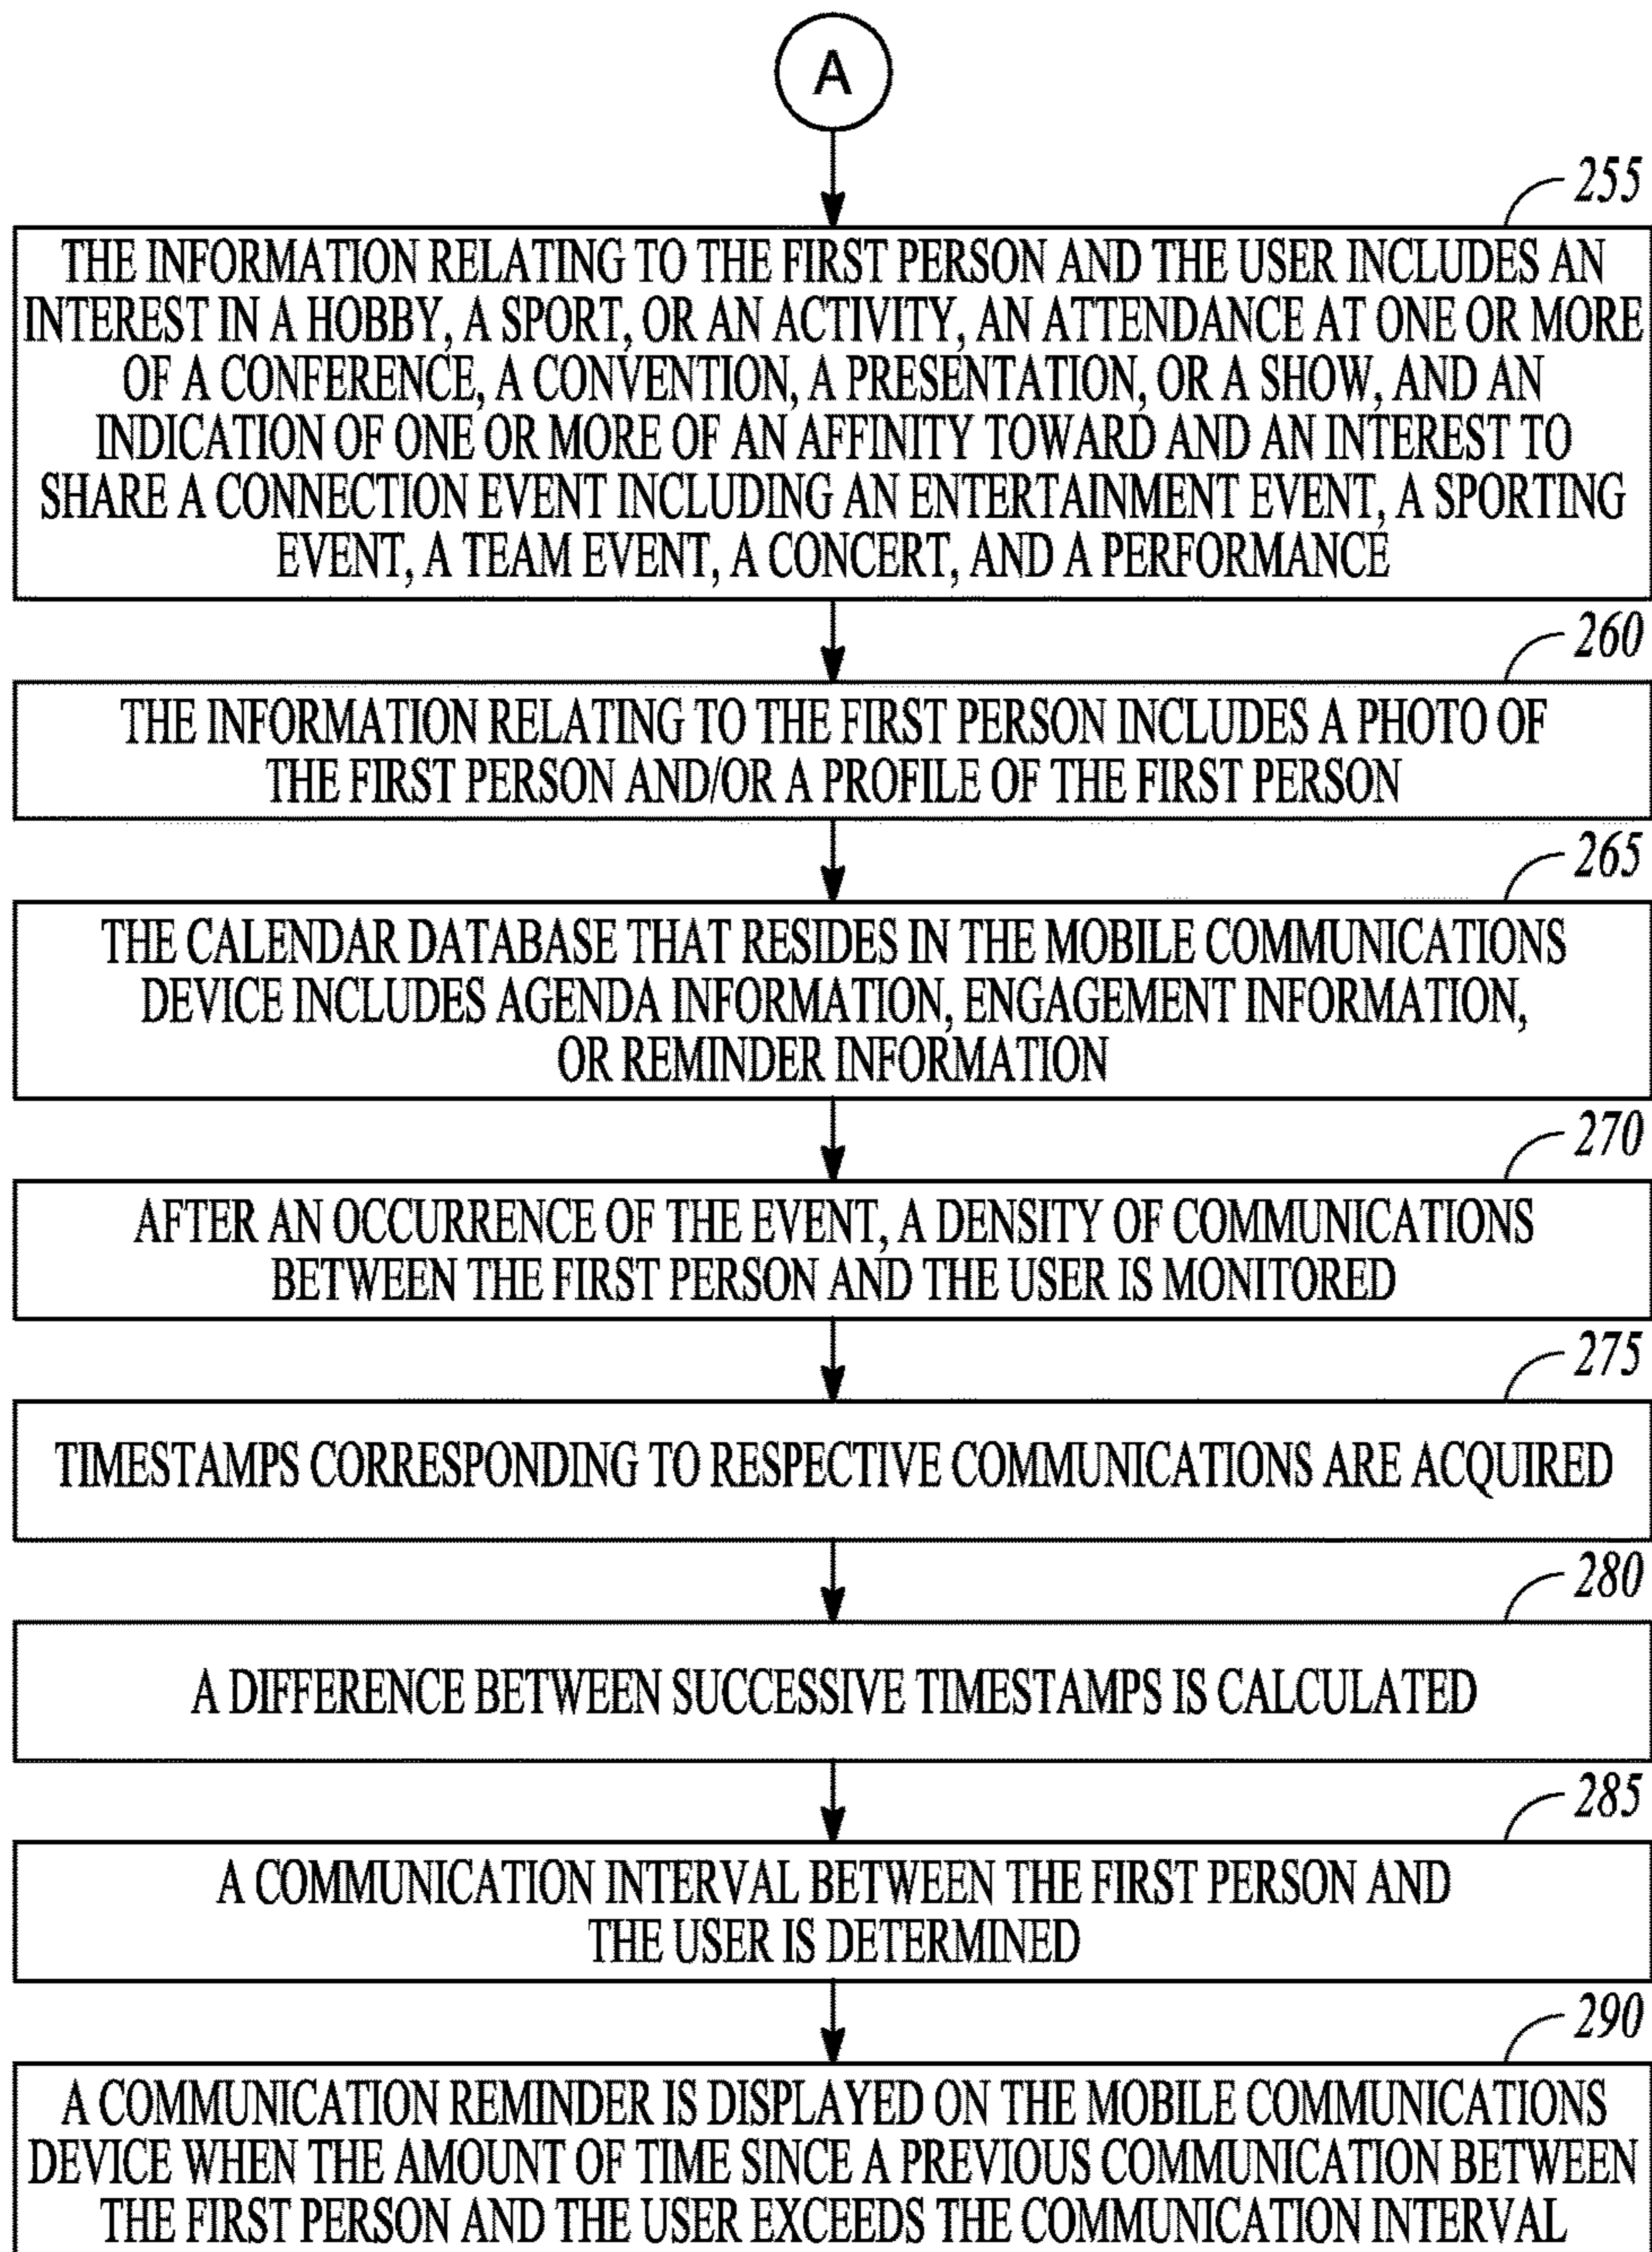 A
255
THE INFORMATION RELATING TO THE FIRST PERSON AND THE USER INCLUDES AN
INTEREST IN A HOBBY, A SPORT, OR AN ACTIVITY, AN ATTENDANCE AT ONE OR MORE
OF A CONFERENCE, A CONVENTION, A PRESENTATION, OR A SHOW, AND AN
INDICATION OF ONE OR MORE OF AN AFFINITY TOWARD AND AN INTEREST TO
SHARE A CONNECTION EVENT INCLUDING AN ENTERTAINMENT EVENT, A SPORTING
EVENT, A TEAM EVENT, A CONCERT, AND A PERFORMANCE
260
THE INFORMATION RELATING TO THE FIRST PERSON INCLUDES A PHOTO OF
THE FIRST PERSON AND/OR A PROFILE OF THE FIRST PERSON
265
THE CALENDAR DATABASE THAT RESIDES IN THE MOBILE COMMUNICATIONS
DEVICE INCLUDES AGENDA INFORMATION, ENGAGEMENT INFORMATION,
OR REMINDER INFORMATION
270
AFTER AN OCCURRENCE OF THE EVENT, A DENSITY OF COMMUNICATIONS
BETWEEN THE FIRST PERSON AND THE USER IS MONITORED
275
TIMESTAMPS CORRESPONDING TO RESPECTIVE COMMUNICATIONS ARE ACQUIRED
280
A DIFFERENCE BETWEEN SUCCESSIVE TIMESTAMPS IS CALCULATED
285
A COMMUNICATION INTERVAL BETWEEN THE FIRST PERSON AND
THE USER IS DETERMINED
290
A COMMUNICATION REMINDER IS DISPLAYED ON THE MOBILE COMMUNICATIONS
DEVICE WHEN THE AMOUNT OF TIME SINCE A PREVIOUS COMMUNICATION BETWEEN
THE FIRST PERSON AND THE USER EXCEEDS THE COMMUNICATION INTERVAL